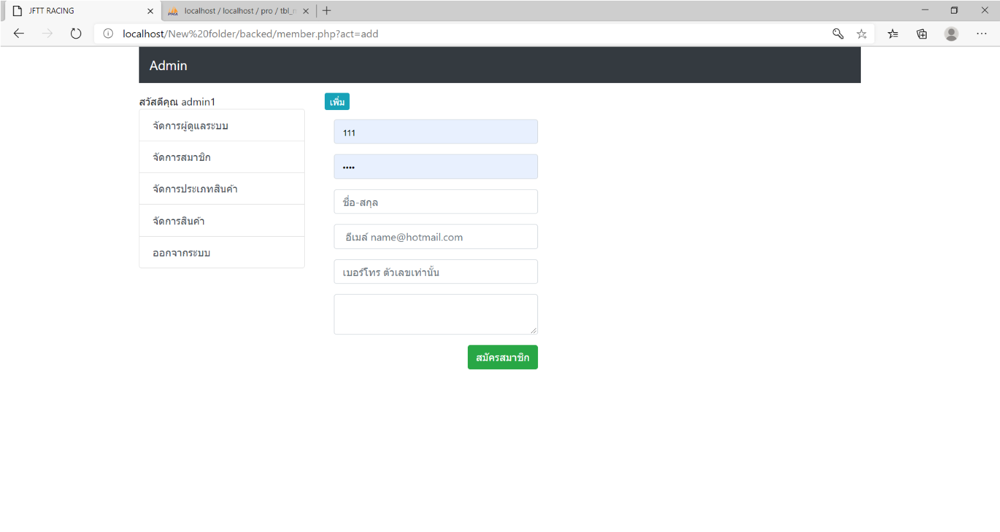 JFTT RACING
localhost / localhost / pro / tbl_
localhost/New%20folder/backed/member.php?act=add
Admin
สวัสดีคุณ admin1
จัดการผู้ดูแลระบบ
จัดการสมาชิก
จัดการประเภทสินค้า
จัดการสินค้า
ออกจากระบบ
เพิ่ม
111
••••
ชื่อ-สกุล
อีเมล์ name@hotmail.com
เบอร์โทร ตัวเลขเท่านั้น
สมัครสมาชิก